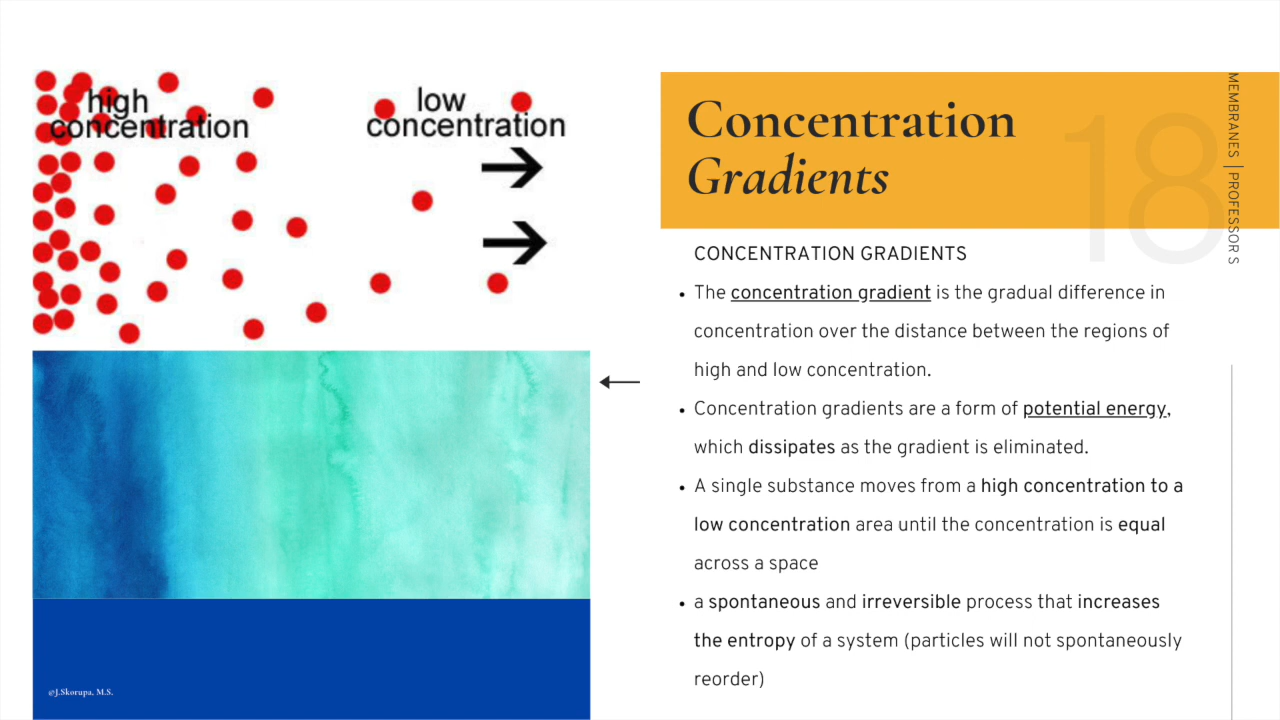 high
concentration
low
concentration
Concentration
Gradients
18
MEMBRANES | PROFESSORS
CONCENTRATION GRADIENTS
• The concentration gradient is the gradual difference in
concentration over the distance between the regions of
high and low concentration.
• Concentration gradients are a form of potential energy,
which dissipates as the gradient is eliminated.
• A single substance moves from a high concentration to a
low concentration area until the concentration is equal
across a space
• a spontaneous and irreversible process that increases
the entropy of a system (particles will not spontaneously
reorder)
@J.Skorupa, M.S.